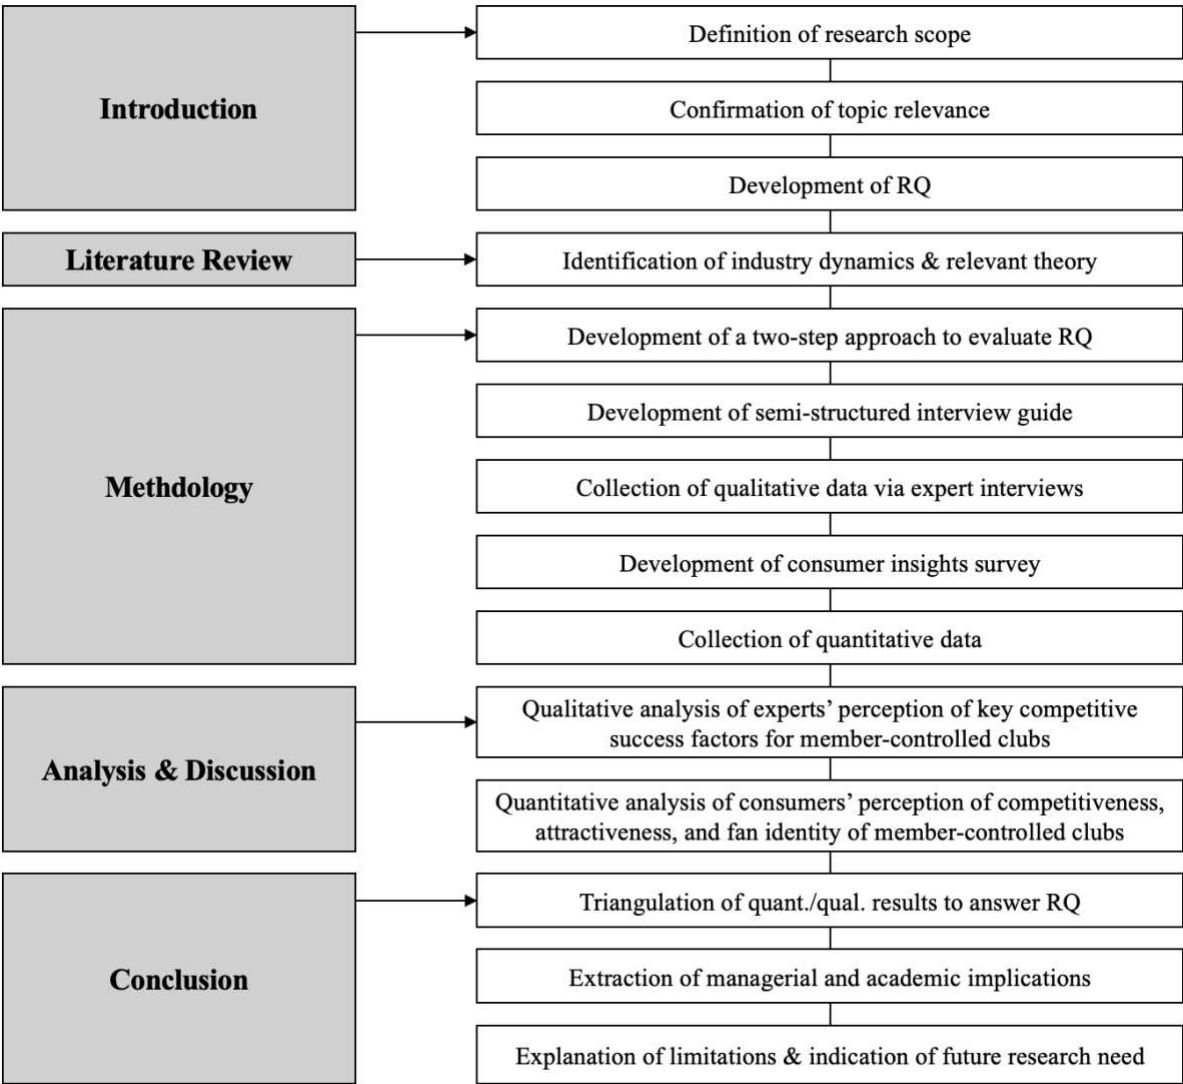 Introduction
Definition of research scope
Confirmation of topic relevance
Development of RQ
Literature Review
Identification of industry dynamics & relevant theory
Methdology
Development of a two-step approach to evaluate RQ
Development of semi-structured interview guide
Collection of qualitative data via expert interviews
Development of consumer insights survey
Collection of quantitative data
Analysis & Discussion
Qualitative analysis of experts’ perception of key competitive
success factors for member-controlled clubs
Quantitative analysis of consumers’ perception of competitiveness,
attractiveness, and fan identity of member-controlled clubs
Conclusion
Triangulation of quant./qual. results to answer RQ
Extraction of managerial and academic implications
Explanation of limitations & indication of future research need